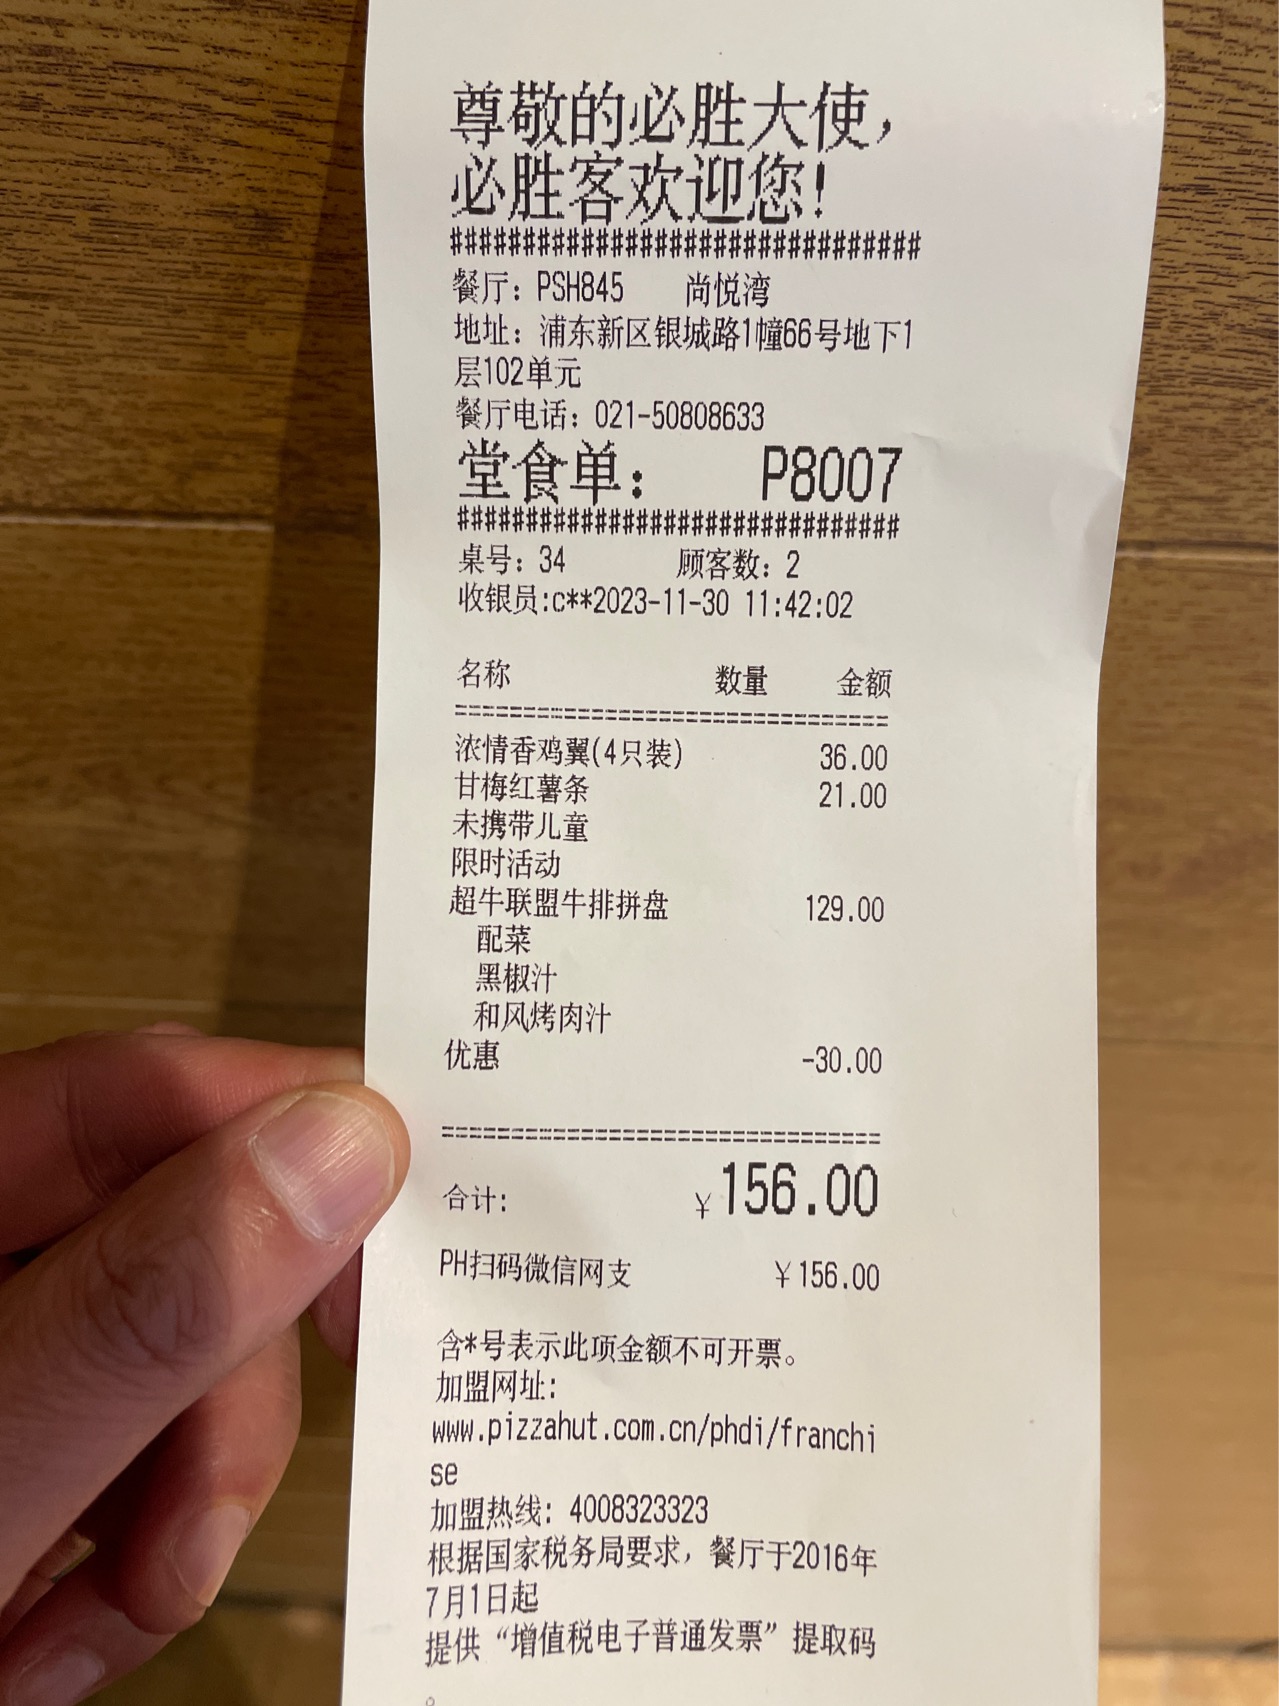 尊敬的必胜大使,
必胜客欢迎您!
################################
餐厅: PSH845 尚悦湾
地址: 浦东新区银城路1幢66号地下1
层102单元
餐厅电话: 021-50808633
堂食单: P8007
################################
桌号: 34 顾客数: 2
收银员:c**2023-11-30 11:42:02
名称 数量 金额
================================
浓情香鸡翼(4只装) 36.00
甘梅红薯条 21.00
未携带儿童
限时活动
超牛联盟牛排拼盘 129.00
配菜
黑椒汁
和风烤肉汁
优惠 -30.00
================================
合计: ¥156.00
PH扫码微信网支 ¥156.00
含*号表示此项金额不可开票。
加盟网址:
www.pizzahut.com.cn/phdi/franchi
se
加盟热线: 4008323323
根据国家税务局要求，餐厅于2016年
7月1日起
提供“增值税电子普通发票”提取码
。